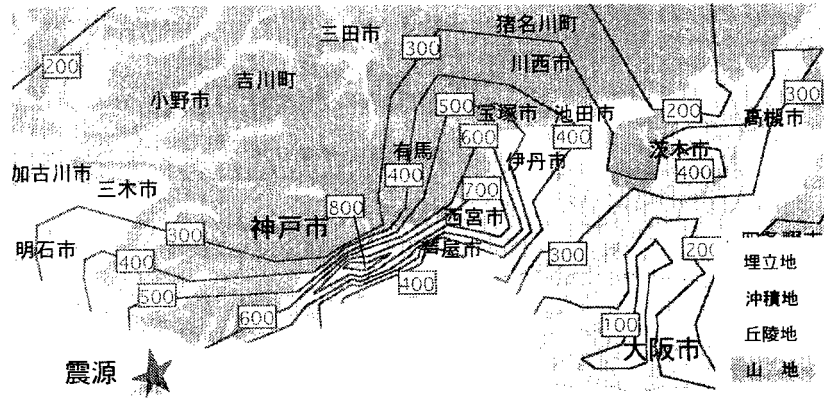 猪名川町
三田市
300
川西市
200
吉川町
300
小野市
500
宝塚市
池田市
200
高槻市
600
400
有馬
伊丹市
茨木市
加古川市
400
400
三木市
700
800
西宮市
神戸市
300
明石市
芦屋市
300
200
400
埋立地
400
500
沖積地
600
100
丘陵地
大阪市
震源
山 地